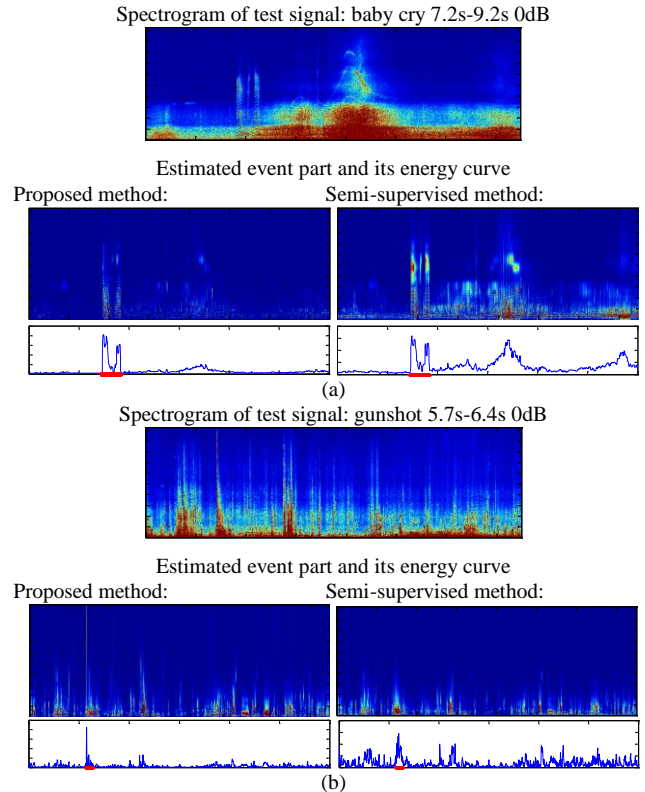 Spectrogram of test signal: baby cry 7.2s-9.2s 0dB
Estimated event part and its energy curve
Proposed method: Semi-supervised method:
(a)
Spectrogram of test signal: gunshot 5.7s-6.4s 0dB
Estimated event part and its energy curve
Proposed method: Semi-supervised method:
(b)